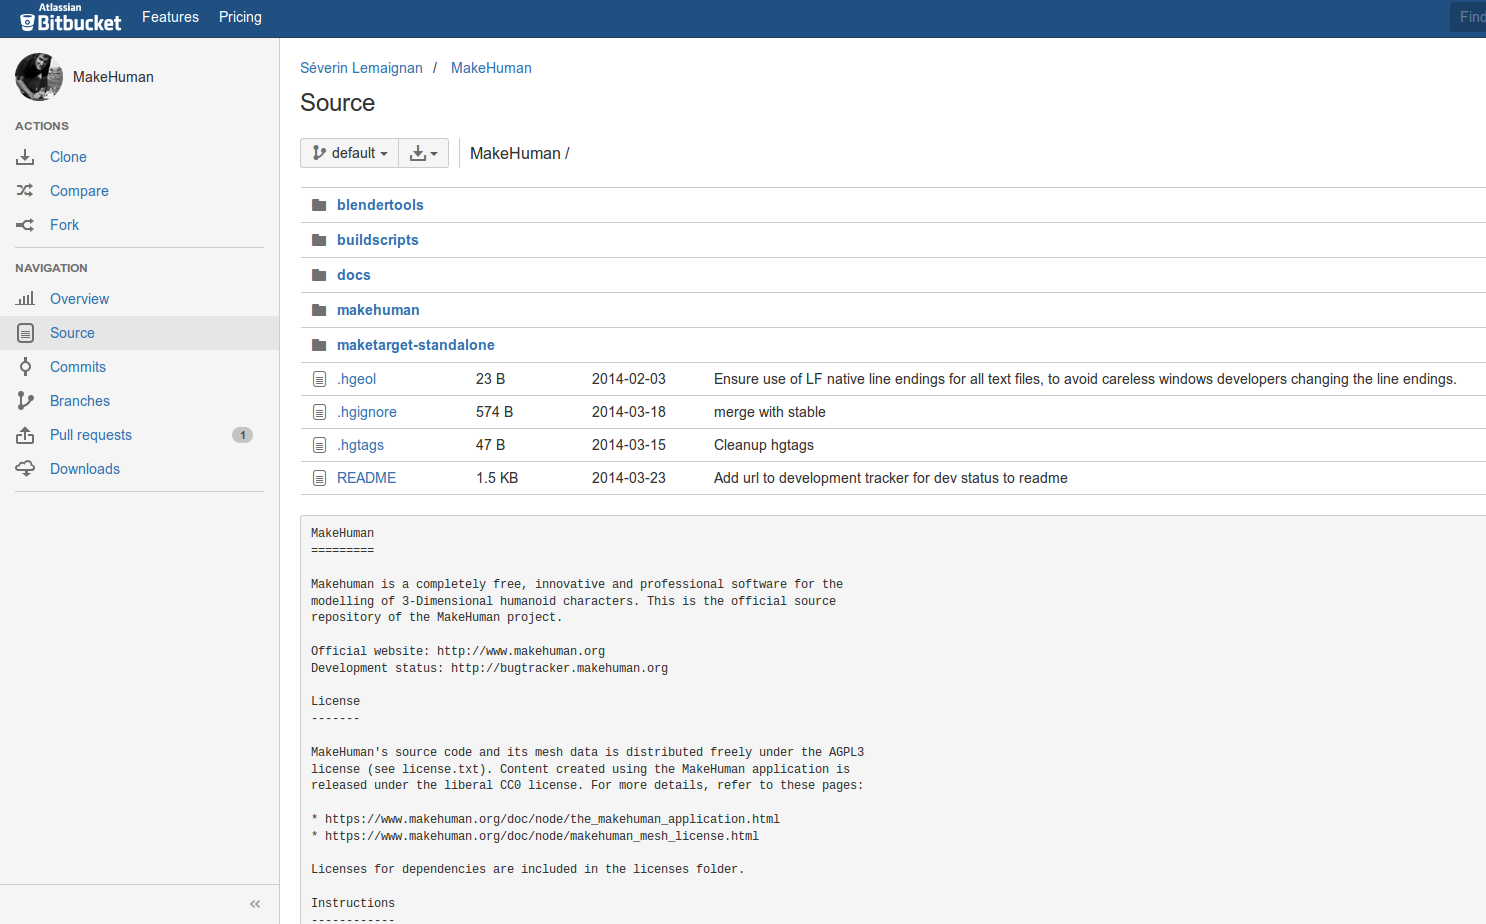 Atlassian
Bitbucket
Features
Pricing
Find
MakeHuman
ACTIONS
Clone
Compare
Fork
NAVIGATION
Overview
Source
Commits
Branches
Pull requests 1
Downloads
«
Séverin Lemaignan / MakeHuman
Source
default
MakeHuman /
blendertools
buildscripts
docs
makehuman
maketarget-standalone
.hgeol 23 B 2014-02-03 Ensure use of LF native line endings for all text files, to avoid careless windows developers changing the line endings.
.hgignore 574 B 2014-03-18 merge with stable
.hgtags 47 B 2014-03-15 Cleanup hgtags
README 1.5 KB 2014-03-23 Add url to development tracker for dev status to readme
MakeHuman
=========
Makehuman is a completely free, innovative and professional software for the
modelling of 3-Dimensional humanoid characters. This is the official source
repository of the MakeHuman project.
Official website: http://www.makehuman.org
Development status: http://bugtracker.makehuman.org
License
-------
MakeHuman's source code and its mesh data is distributed freely under the AGPL3
license (see license.txt). Content created using the MakeHuman application is
released under the liberal CC0 license. For more details, refer to these pages:
* https://www.makehuman.org/doc/node/the_makehuman_application.html
* https://www.makehuman.org/doc/node/makehuman_mesh_license.html
Licenses for dependencies are included in the licenses folder.
Instructions
------------